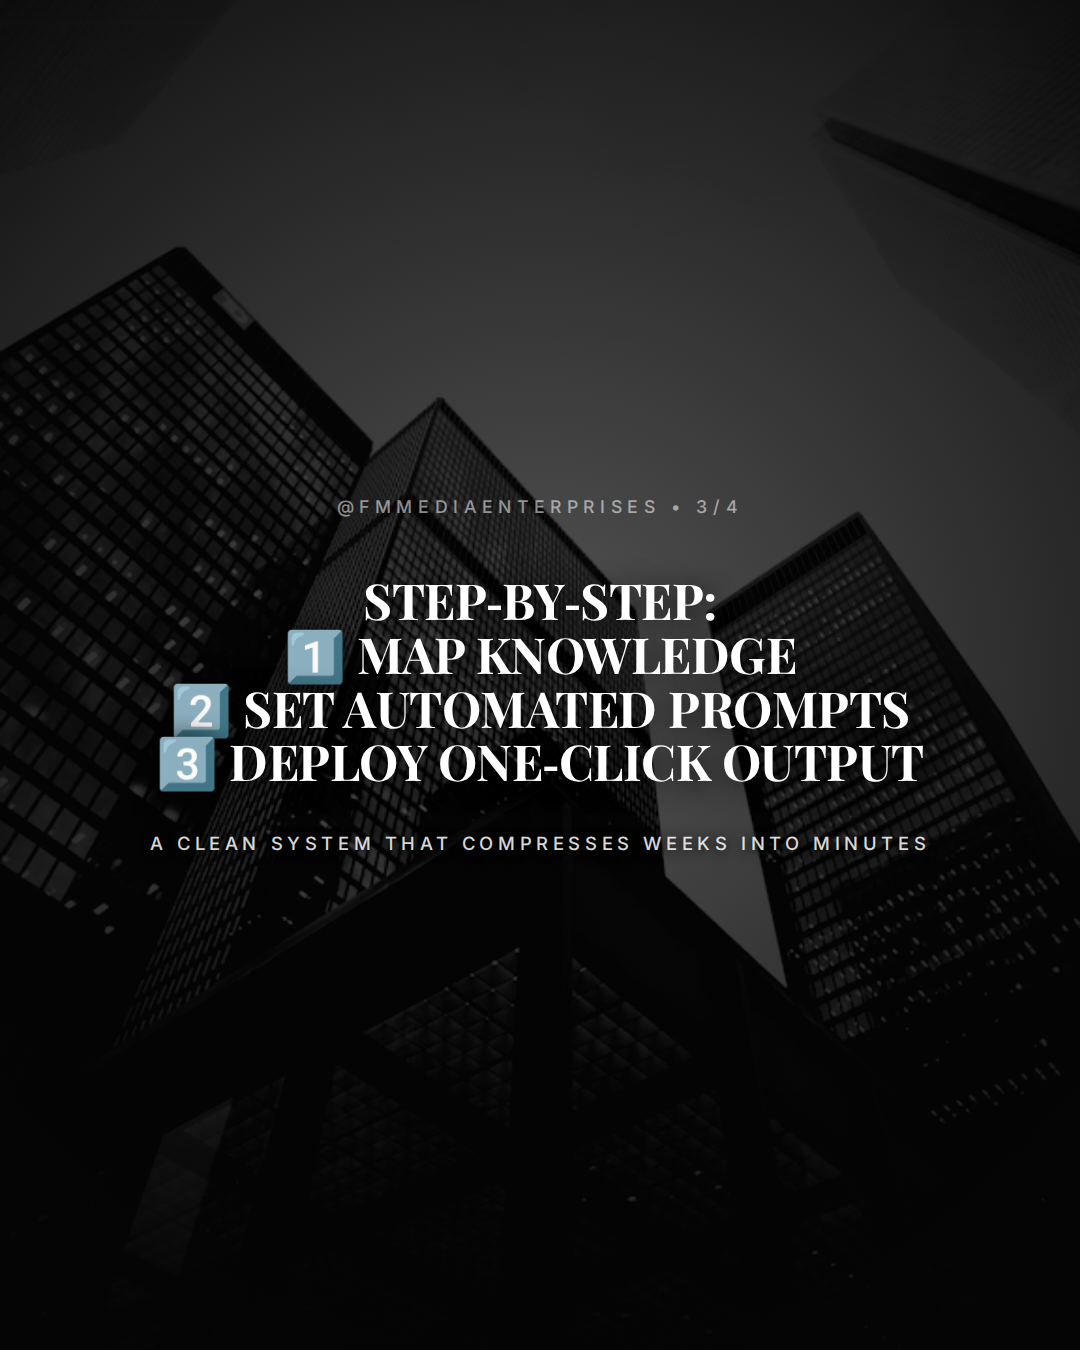 @FMMEDIAENTERPRISES • 3/4
STEP-BY-STEP:
1️⃣ MAP KNOWLEDGE
2️⃣ SET AUTOMATED PROMPTS
3️⃣ DEPLOY ONE-CLICK OUTPUT
A CLEAN SYSTEM THAT COMPRESSES WEEKS INTO MINUTES